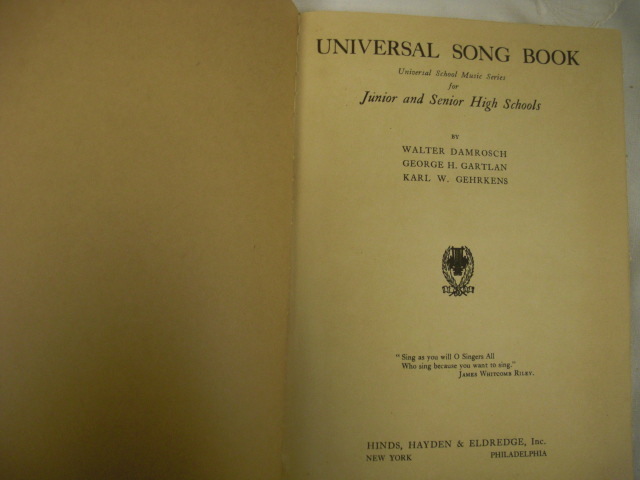 UNIVERSAL SONG BOOK
Universal School Music Series
for
Junior and Senior High Schools
BY
WALTER DAMROSCH
GEORGE H. GARTLAN
KARL W. GEHRKENS
"Sing as you will O Singers All
Who sing because you want to sing."
JAMES WHITCOMB RILEY.
HINDS, HAYDEN & ELDREDGE, Inc.
NEW YORK PHILADELPHIA